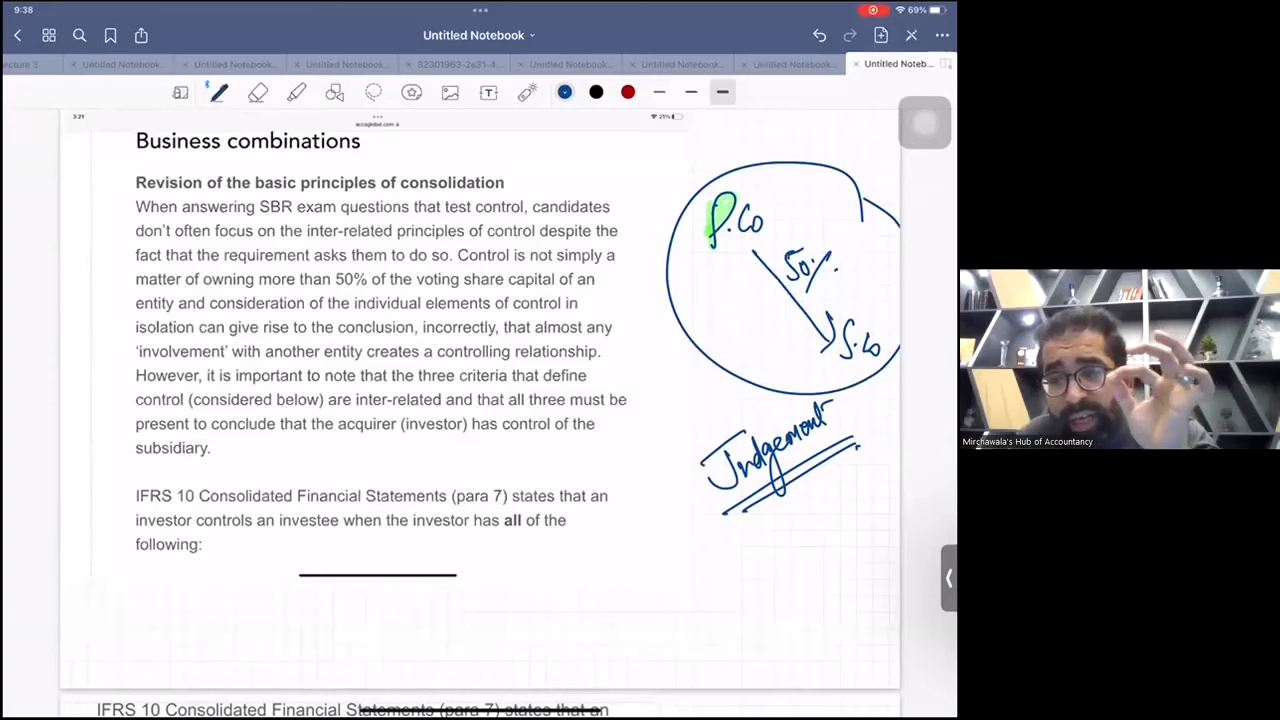 9:38
69%
Untitled Notebook
Untitled Notebook
Untitled Notebook
Untitled Notebook
82301963-2e31-4...
Untitled Notebook
Untitled Notebook
Untitled Notebook
Untitled Noteb...
3:21
accaglobal.com
21%
Business combinations
Revision of the basic principles of consolidation
When answering SBR exam questions that test control, candidates
don't often focus on the inter-related principles of control despite the
fact that the requirement asks them to do so. Control is not simply a
matter of owning more than 50% of the voting share capital of an
entity and consideration of the individual elements of control in
isolation can give rise to the conclusion, incorrectly, that almost any
'involvement' with another entity creates a controlling relationship.
However, it is important to note that the three criteria that define
control (considered below) are inter-related and that all three must be
present to conclude that the acquirer (investor) has control of the
subsidiary.
IFRS 10 Consolidated Financial Statements (para 7) states that an
investor controls an investee when the investor has all of the
following:
P.Co
50%.
S.Co
Judgement
IFRS 10 Consolidated Financial Statements (para 7) states that an
Mirchawala's Hub of Accountancy